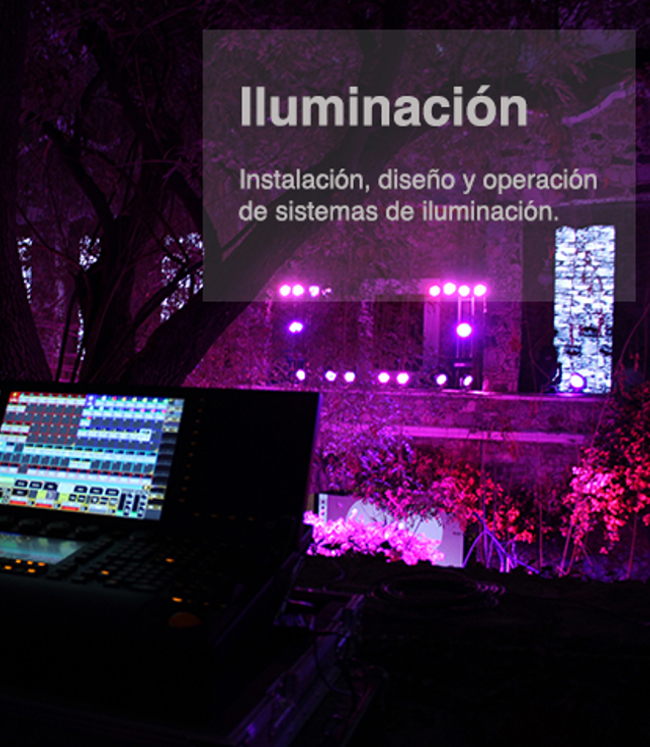 Iluminación
Instalación, diseño y operación
de sistemas de iluminación.